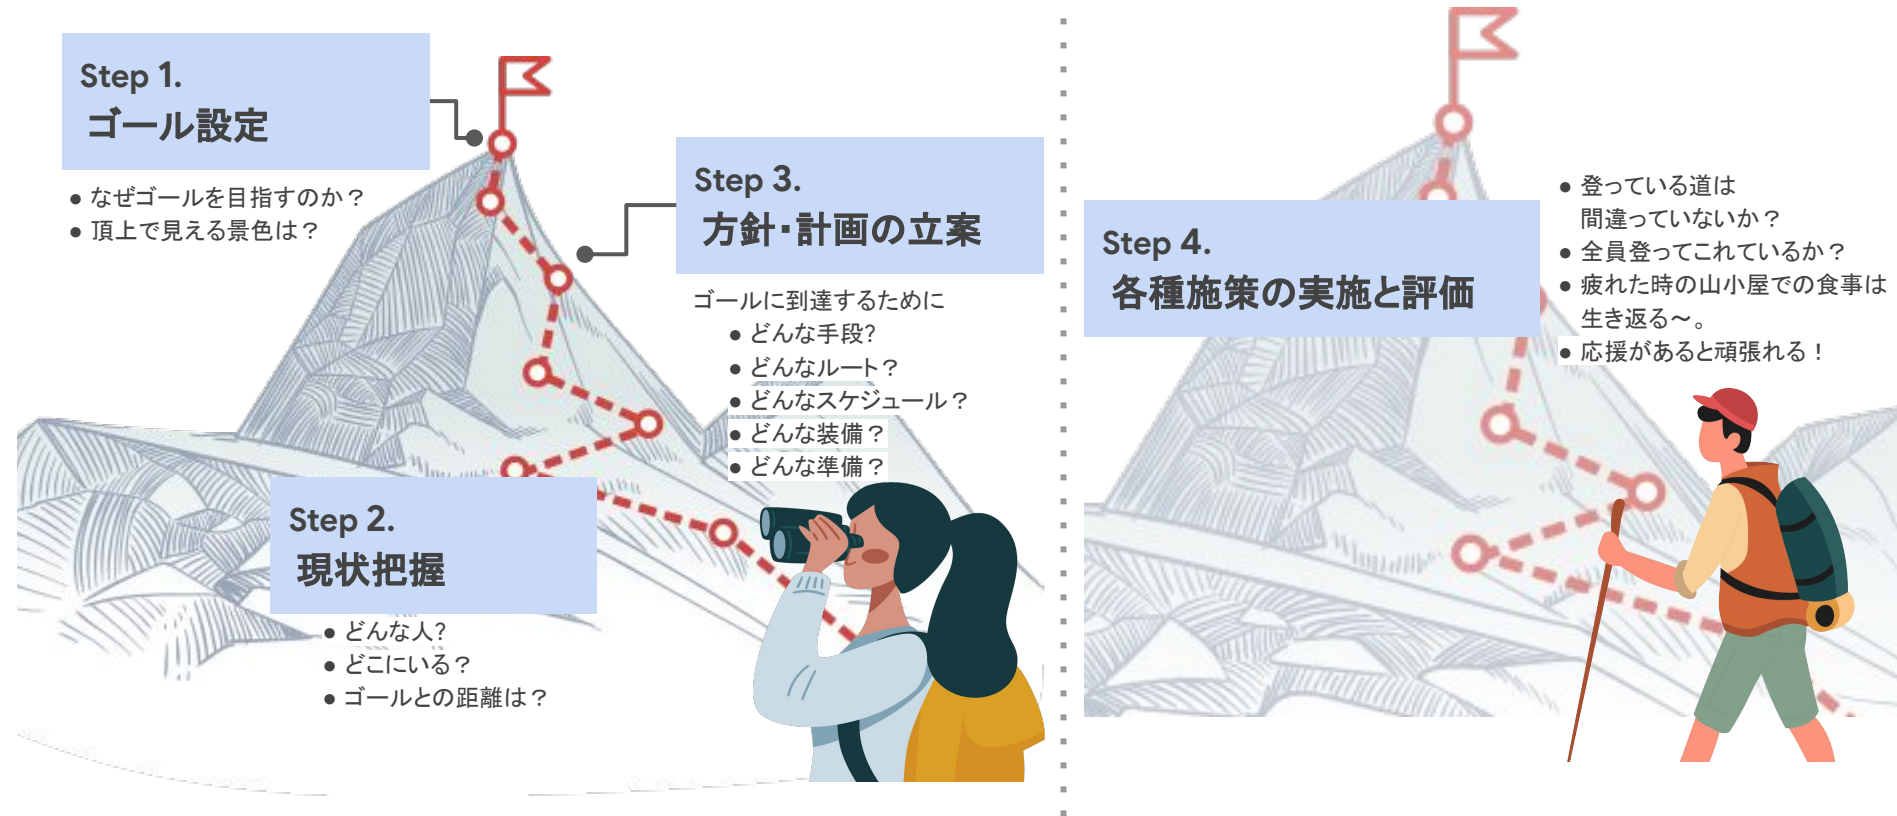 Step 1.
ゴール設定
● なぜゴールを目指すのか？
● 頂上で見える景色は？
Step 2.
現状把握
● どんな人?
● どこにいる？
● ゴールとの距離は？
Step 3.
方針・計画の立案
ゴールに到達するために
● どんな手段?
● どんなルート？
● どんなスケジュール？
● どんな装備？
● どんな準備？
Step 4.
各種施策の実施と評価
● 登っている道は
間違っていないか？
● 全員登ってこれているか？
● 疲れた時の山小屋での食事は
生き返る～。
● 応援があると頑張れる！